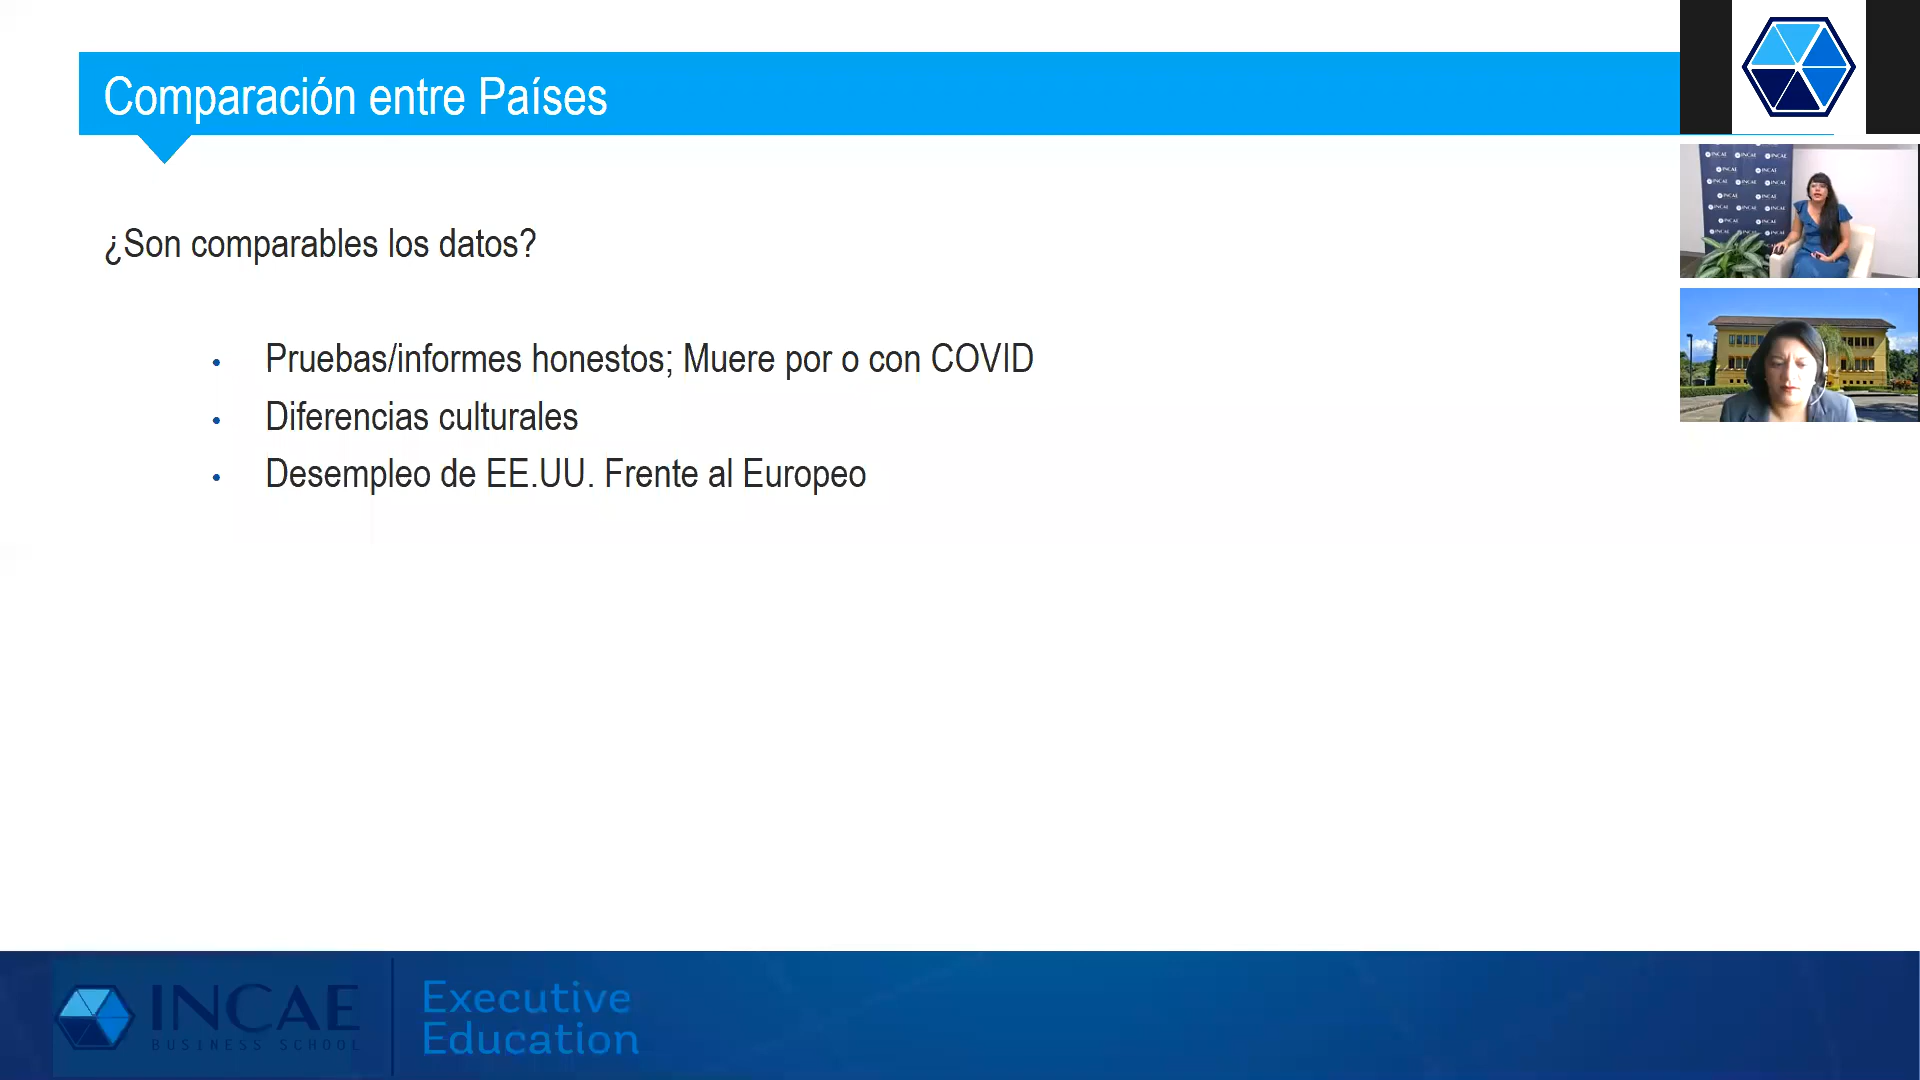 Comparación entre Países
¿Son comparables los datos?
• Pruebas/informes honestos; Muere por o con COVID
• Diferencias culturales
• Desempleo de EE.UU. Frente al Europeo
INCAE
BUSINESS SCHOOL
Executive
Education